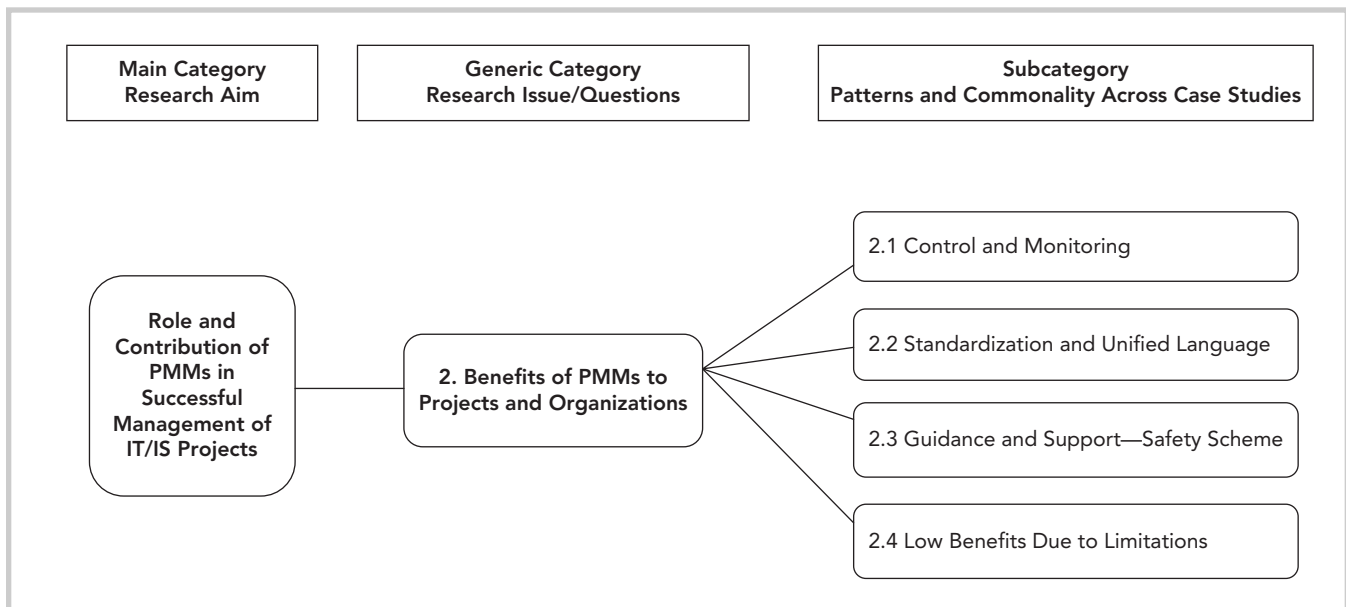 Main Category
Research Aim
Generic Category
Research Issue/Questions
Subcategory
Patterns and Commonality Across Case Studies
Role and
Contribution of
PMMs in
Successful
Management of
IT/IS Projects
2. Benefits of PMMs to
Projects and Organizations
2.1 Control and Monitoring
2.2 Standardization and Unified Language
2.3 Guidance and Support—Safety Scheme
2.4 Low Benefits Due to Limitations